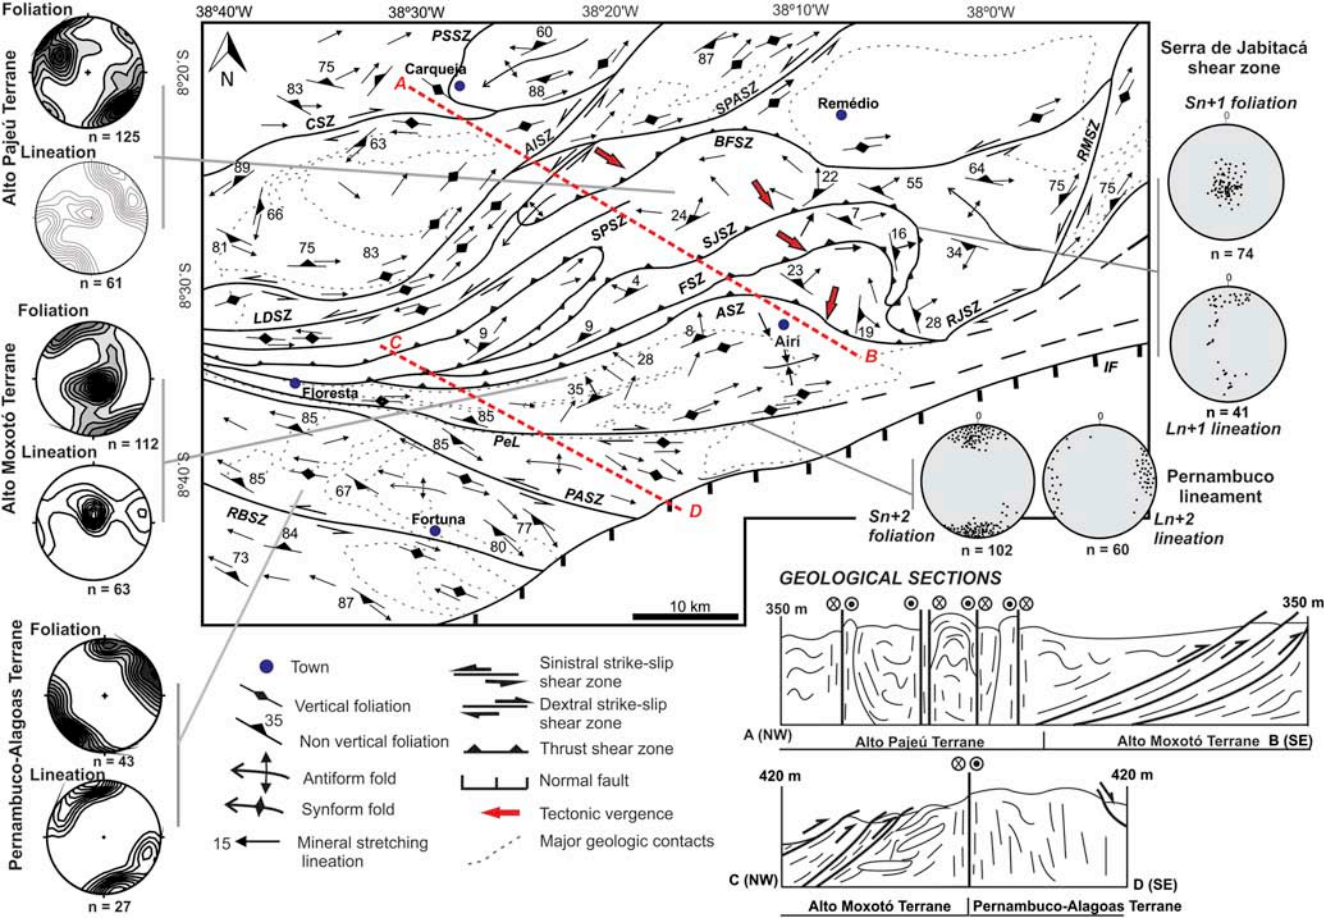 38°40'W
38°30'W
38°20'W
38°10'W
38°0'W
8°20´S
8°30´S
8°40´S
Alto Pajeú Terrane
Foliation
n = 125
Lineation
n = 61
Alto Moxotó Terrane
Foliation
n = 112
Lineation
n = 63
Pernambuco-Alagoas Terrane
Foliation
n = 43
Lineation
n = 27
N
PSSZ
60
87
75
Carqueja
A
83
88
CSZ
SPASZ
Remédio
63
AISZ
BFSZ
RMSZ
89
64
22
55
75
75
66
24
7
SPSZ
SJSZ
16
81
75
83
34
23
4
FSZ
LDSZ
ASZ
RJSZ
9
9
8
19
28
C
Airí
B
28
IF
Floresta
35
85
85
PeL
85
85
67
PASZ
D
RBSZ
Fortuna
77
84
80
73
87
10 km
Serra de Jabitacá
shear zone
Sn+1 foliation
0
n = 74
0
n = 41
Ln+1 lineation
0
0
Pernambuco
lineament
Sn+2
foliation
Ln+2
lineation
n = 102
n = 60
Town
Vertical foliation
35
Non vertical foliation
Antiform fold
Synform fold
15
Mineral stretching
lineation
Sinistral strike-slip
shear zone
Dextral strike-slip
shear zone
Thrust shear zone
Normal fault
Tectonic vergence
Major geologic contacts
GEOLOGICAL SECTIONS
350 m
350 m
A (NW)
Alto Pajeú Terrane
Alto Moxotó Terrane
B (SE)
420 m
420 m
C (NW)
D (SE)
Alto Moxotó Terrane
Pernambuco-Alagoas Terrane